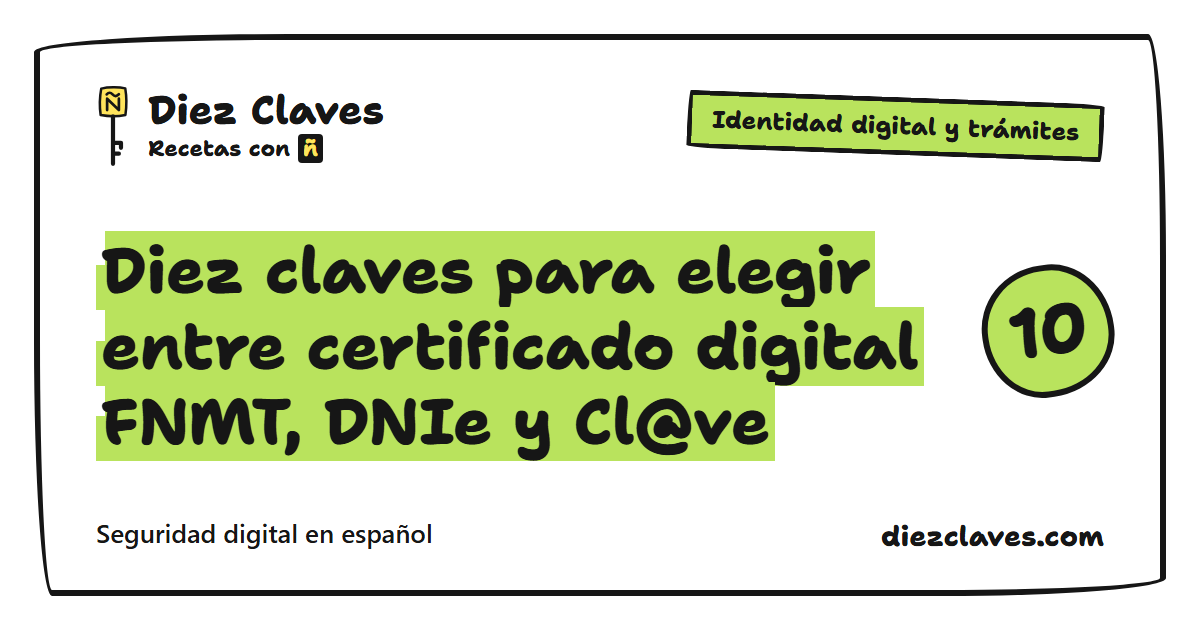 Ñ
Diez Claves
Recetas con ñ
Identidad digital y trámites
Diez claves para elegir
entre certificado digital
FNMT, DNIe y Cl@ve
10
Seguridad digital en español
diezclaves.com